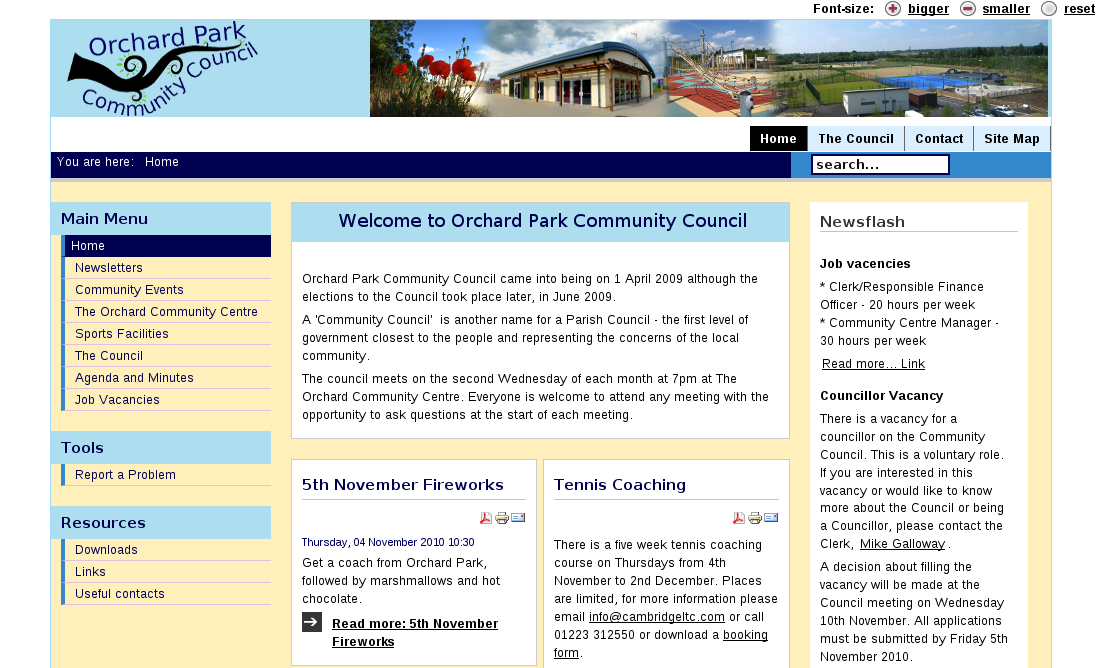 Font-size: bigger smaller reset
Orchard Park
Community Council
Home The Council Contact Site Map
You are here: Home
search...
Main Menu
Home
Newsletters
Community Events
The Orchard Community Centre
Sports Facilities
The Council
Agenda and Minutes
Job Vacancies
Tools
Report a Problem
Resources
Downloads
Links
Useful contacts
Welcome to Orchard Park Community Council
Orchard Park Community Council came into being on 1 April 2009 although the
elections to the Council took place later, in June 2009.
A 'Community Council' is another name for a Parish Council - the first level of
government closest to the people and representing the concerns of the local
community.
The council meets on the second Wednesday of each month at 7pm at The
Orchard Community Centre. Everyone is welcome to attend any meeting with the
opportunity to ask questions at the start of each meeting.
5th November Fireworks
Thursday, 04 November 2010 10:30
Get a coach from Orchard Park,
followed by marshmallows and hot
chocolate.
Read more: 5th November
Fireworks
Tennis Coaching
There is a five week tennis coaching
course on Thursdays from 4th
November to 2nd December. Places
are limited, for more information please
email info@cambridgeltc.com or call
01223 312550 or download a booking
form.
Newsflash
Job vacancies
* Clerk/Responsible Finance
Officer - 20 hours per week
* Community Centre Manager -
30 hours per week
Read more... Link
Councillor Vacancy
There is a vacancy for a
councillor on the Community
Council. This is a voluntary role.
If you are interested in this
vacancy or would like to know
more about the Council or being
a Councillor, please contact the
Clerk, Mike Galloway.
A decision about filling the
vacancy will be made at the
Council meeting on Wednesday
10th November. All applications
must be submitted by Friday 5th
November 2010.